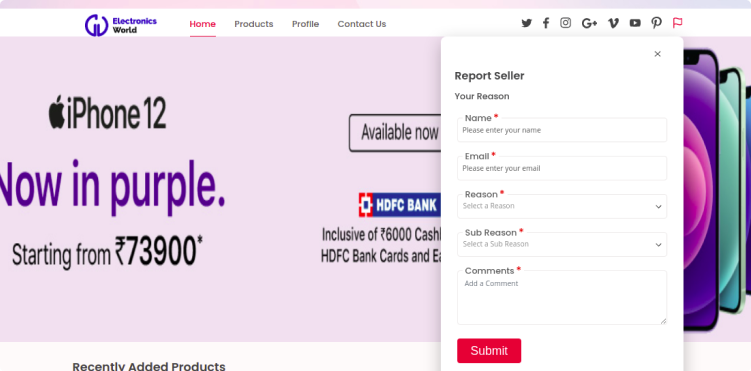 Electronics
World
Home Products Profile Contact Us
iPhone 12
Now in purple.
Starting from ₹73900*
Available now
HDFC BANK
Inclusive of ₹6000
HDFC Bank Cards and
Report Seller
Your Reason
Name *
Please enter your name
Email *
Please enter your email
Reason *
Select a Reason
Sub Reason *
Select a Sub Reason
Comments *
Add a Comment
Submit
Recently Added Products